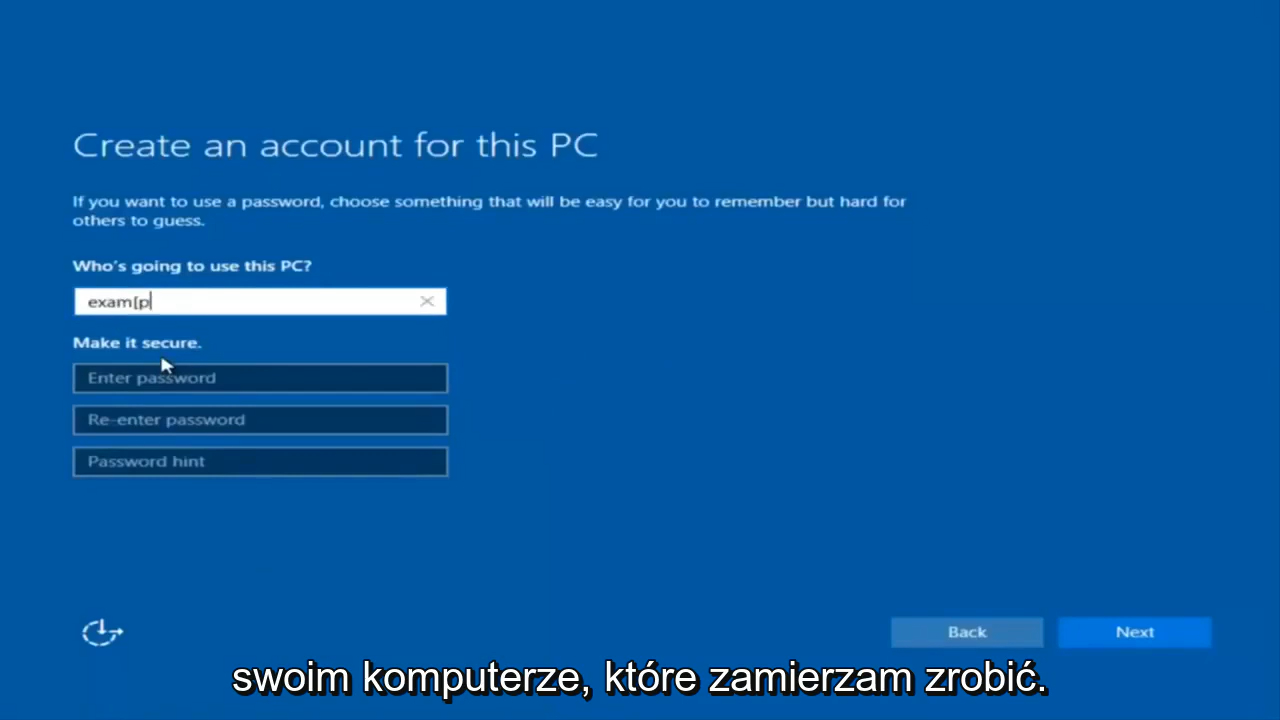 Create an account for this PC
If you want to use a password, choose something that will be easy for you to remember but hard for
others to guess.
Who's going to use this PC?
exam[p
Make it secure.
Enter password
Re-enter password
Password hint
Back
Next
swoim komputerze, które zamierzam zrobić.